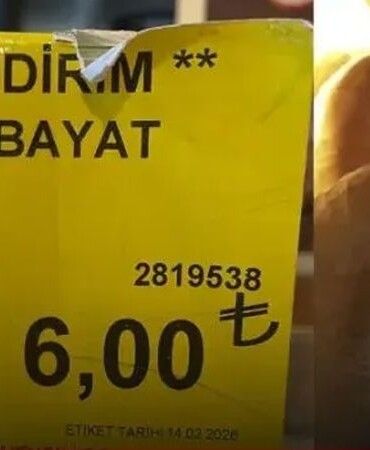 DİRİM **
BAYAT
2819538
6,00 ₺
ETİKET TARİHİ 14.02.2026